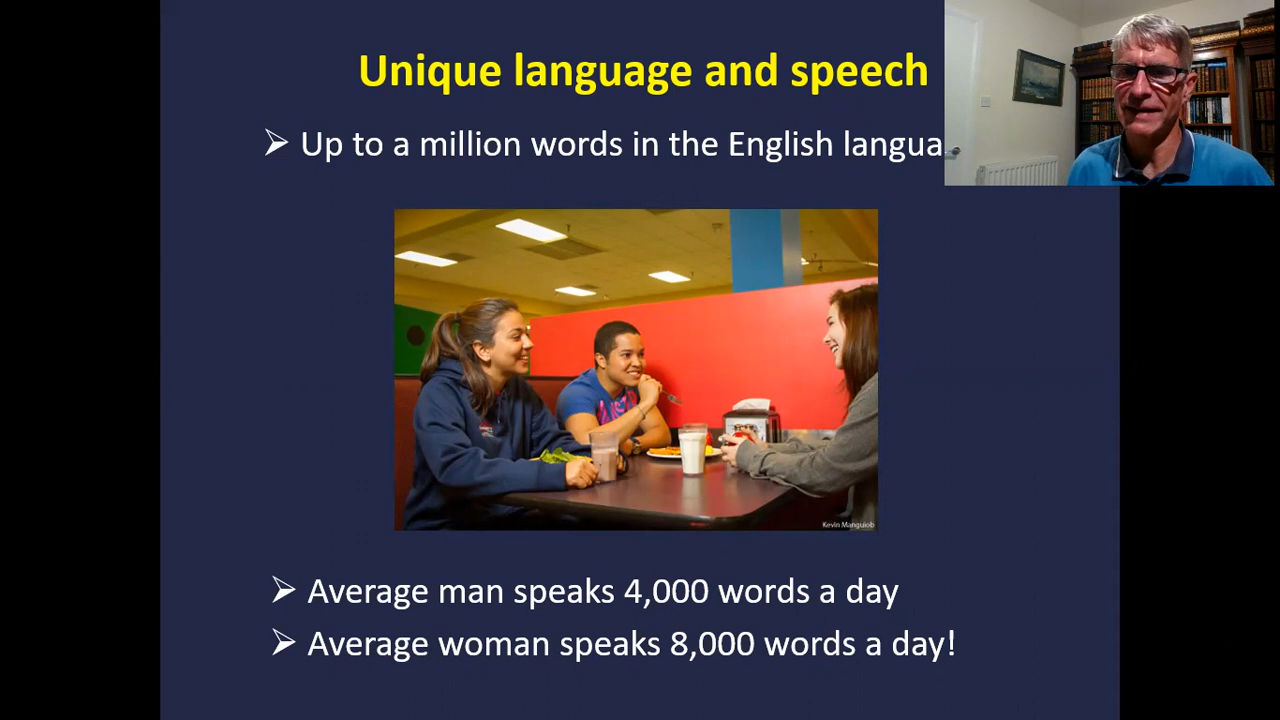 Unique language and speech
➢ Up to a million words in the English langua
Kevin Manguiob
➢ Average man speaks 4,000 words a day
➢ Average woman speaks 8,000 words a day!